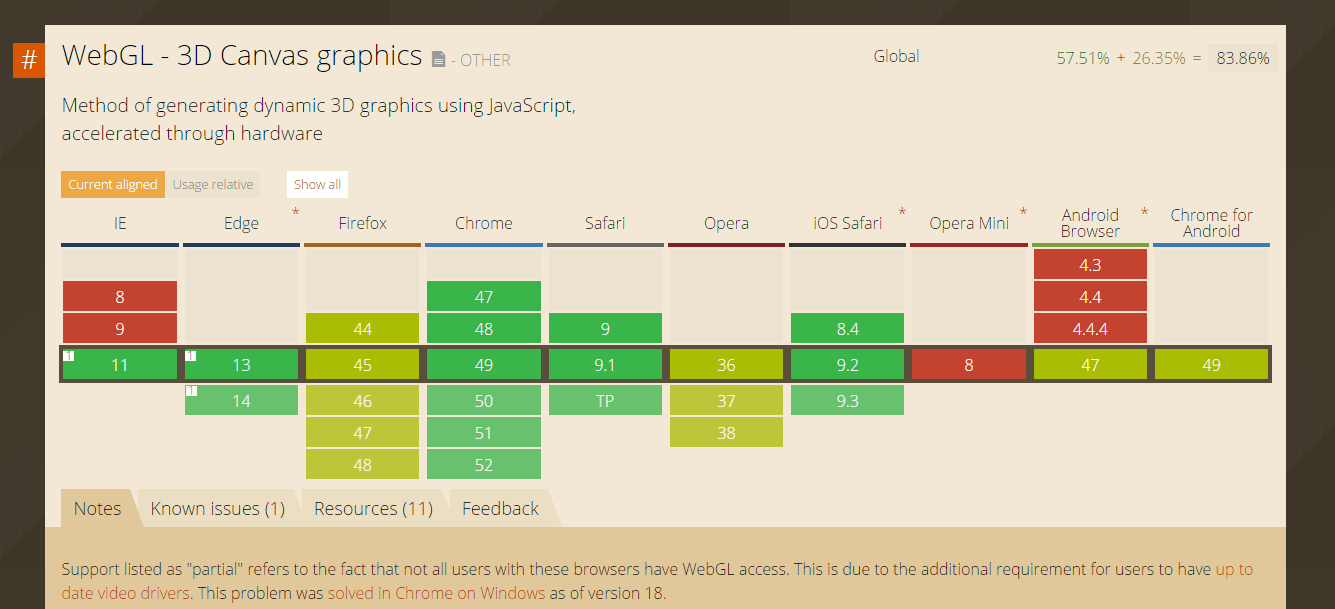 # WebGL - 3D Canvas graphics - OTHER
Global 57.51% + 26.35% = 83.86%
Method of generating dynamic 3D graphics using JavaScript,
accelerated through hardware
Current aligned Usage relative Show all
IE Edge * Firefox Chrome Safari Opera iOS Safari * Opera Mini * Android Browser * Chrome for Android
4.3
8 47 4.4
9 44 48 9 8.4 4.4.4
1 11 1 13 45 49 9.1 36 9.2 8 47 49
1 14 46 50 TP 37 9.3
47 51 38
48 52
Notes Known issues (1) Resources (11) Feedback
Support listed as "partial" refers to the fact that not all users with these browsers have WebGL access. This is due to the additional requirement for users to have up to
date video drivers. This problem was solved in Chrome on Windows as of version 18.